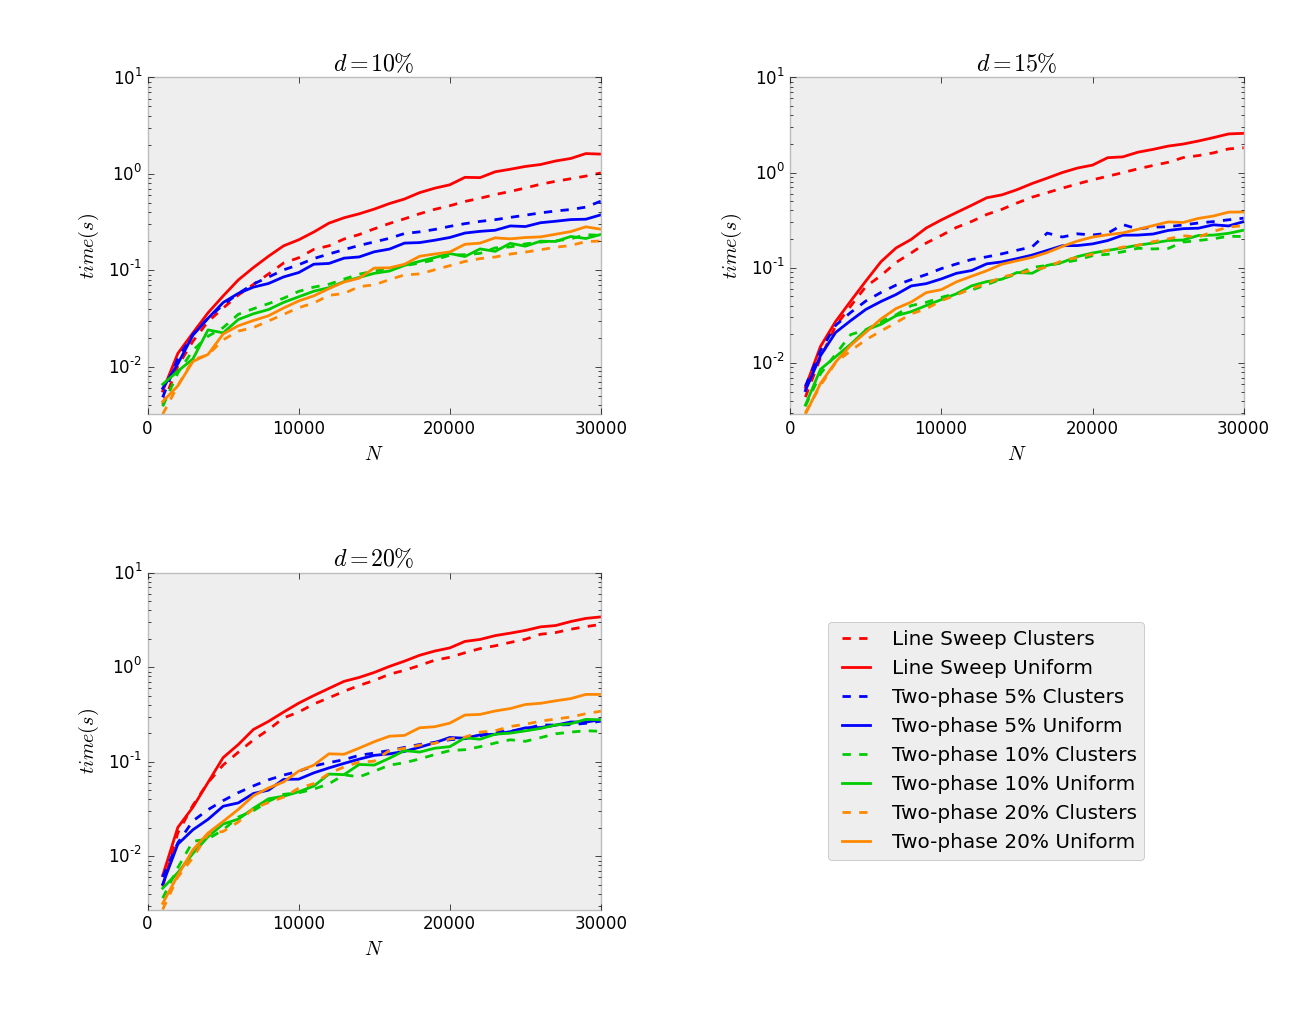 d = 10%
10^1
10^0
10^-1
10^-2
time(s)
0 10000 20000 30000
N
d = 15%
10^1
10^0
10^-1
10^-2
time(s)
0 10000 20000 30000
N
d = 20%
10^1
10^0
10^-1
10^-2
time(s)
0 10000 20000 30000
N
Line Sweep Clusters
Line Sweep Uniform
Two-phase 5% Clusters
Two-phase 5% Uniform
Two-phase 10% Clusters
Two-phase 10% Uniform
Two-phase 20% Clusters
Two-phase 20% Uniform